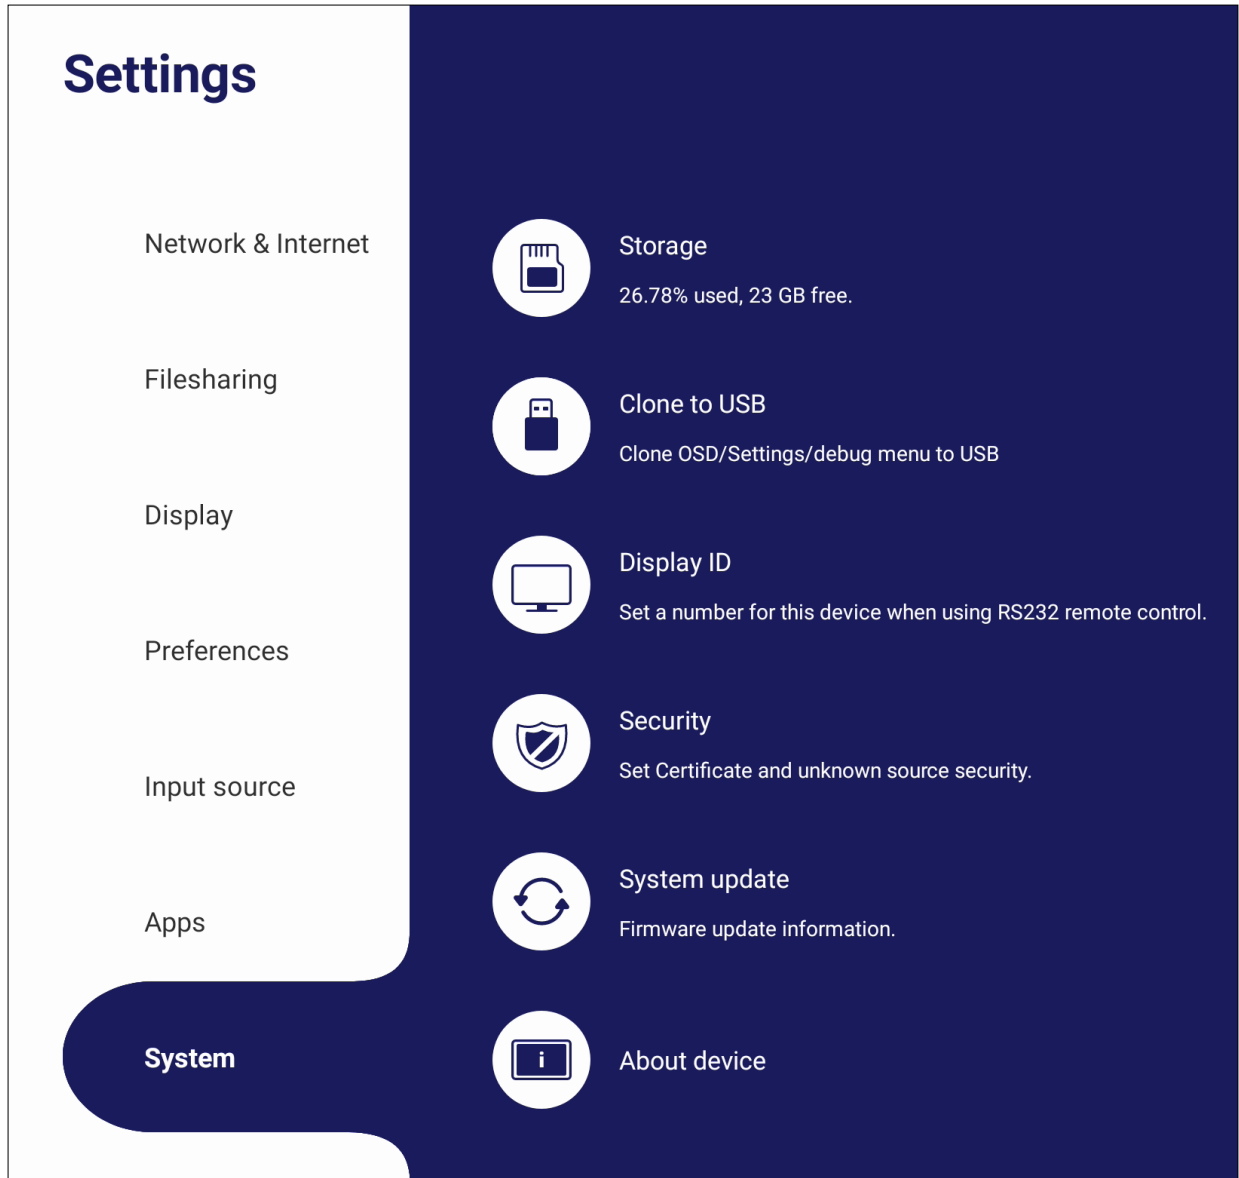 Settings
Network & Internet
Filesharing
Display
Preferences
Input source
Apps
System
Storage
26.78% used, 23 GB free.
Clone to USB
Clone OSD/Settings/debug menu to USB
Display ID
Set a number for this device when using RS232 remote control.
Security
Set Certificate and unknown source security.
System update
Firmware update information.
About device